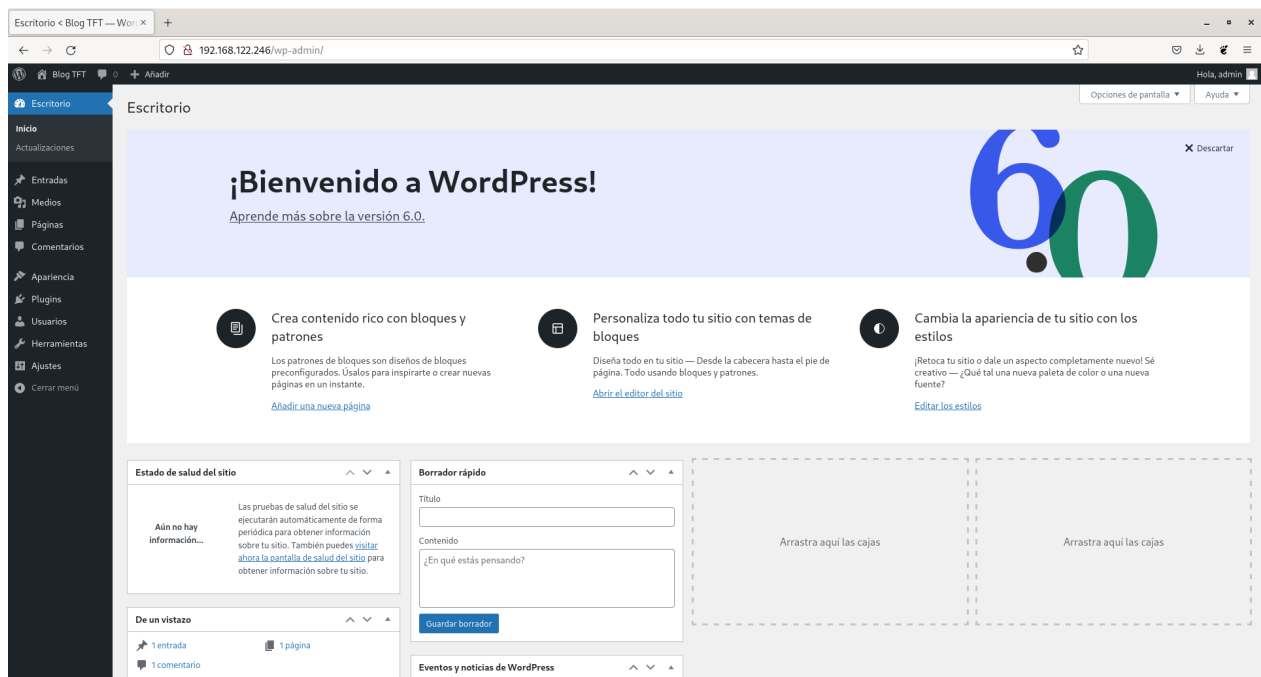 Escritorio < Blog TFT — Wor
192.168.122.246/wp-admin/
Blog TFT 0 + Añadir Hola, admin
Escritorio
Inicio
Actualizaciones
Entradas
Medios
Páginas
Comentarios
Apariencia
Plugins
Usuarios
Herramientas
Ajustes
Cerrar menú
Opciones de pantalla ▼ Ayuda ▼
Escritorio
Descartar
¡Bienvenido a WordPress!
Aprende más sobre la versión 6.0.
6.0
Crea contenido rico con bloques y
patrones
Los patrones de bloques son diseños de bloques
preconfigurados. Úsalos para inspirarte o crear nuevas
páginas en un instante.
Añadir una nueva página
Personaliza todo tu sitio con temas de
bloques
Diseña todo en tu sitio — Desde la cabecera hasta el pie de
página. Todo usando bloques y patrones.
Abrir el editor del sitio
Cambia la apariencia de tu sitio con los
estilos
¡Retoca tu sitio o dale un aspecto completamente nuevo! Sé
creativo — ¿Qué tal una nueva paleta de color o una nueva
fuente?
Editar los estilos
Estado de salud del sitio
Aún no hay
información...
Las pruebas de salud del sitio se
ejecutarán automáticamente de forma
periódica para obtener información
sobre tu sitio. También puedes visitar
ahora la pantalla de salud del sitio para
obtener información sobre tu sitio.
De un vistazo
1 entrada
1 página
1 comentario
Borrador rápido
Título
Contenido
¿En qué estás pensando?
Guardar borrador
Eventos y noticias de WordPress
Arrastra aquí las cajas
Arrastra aquí las cajas